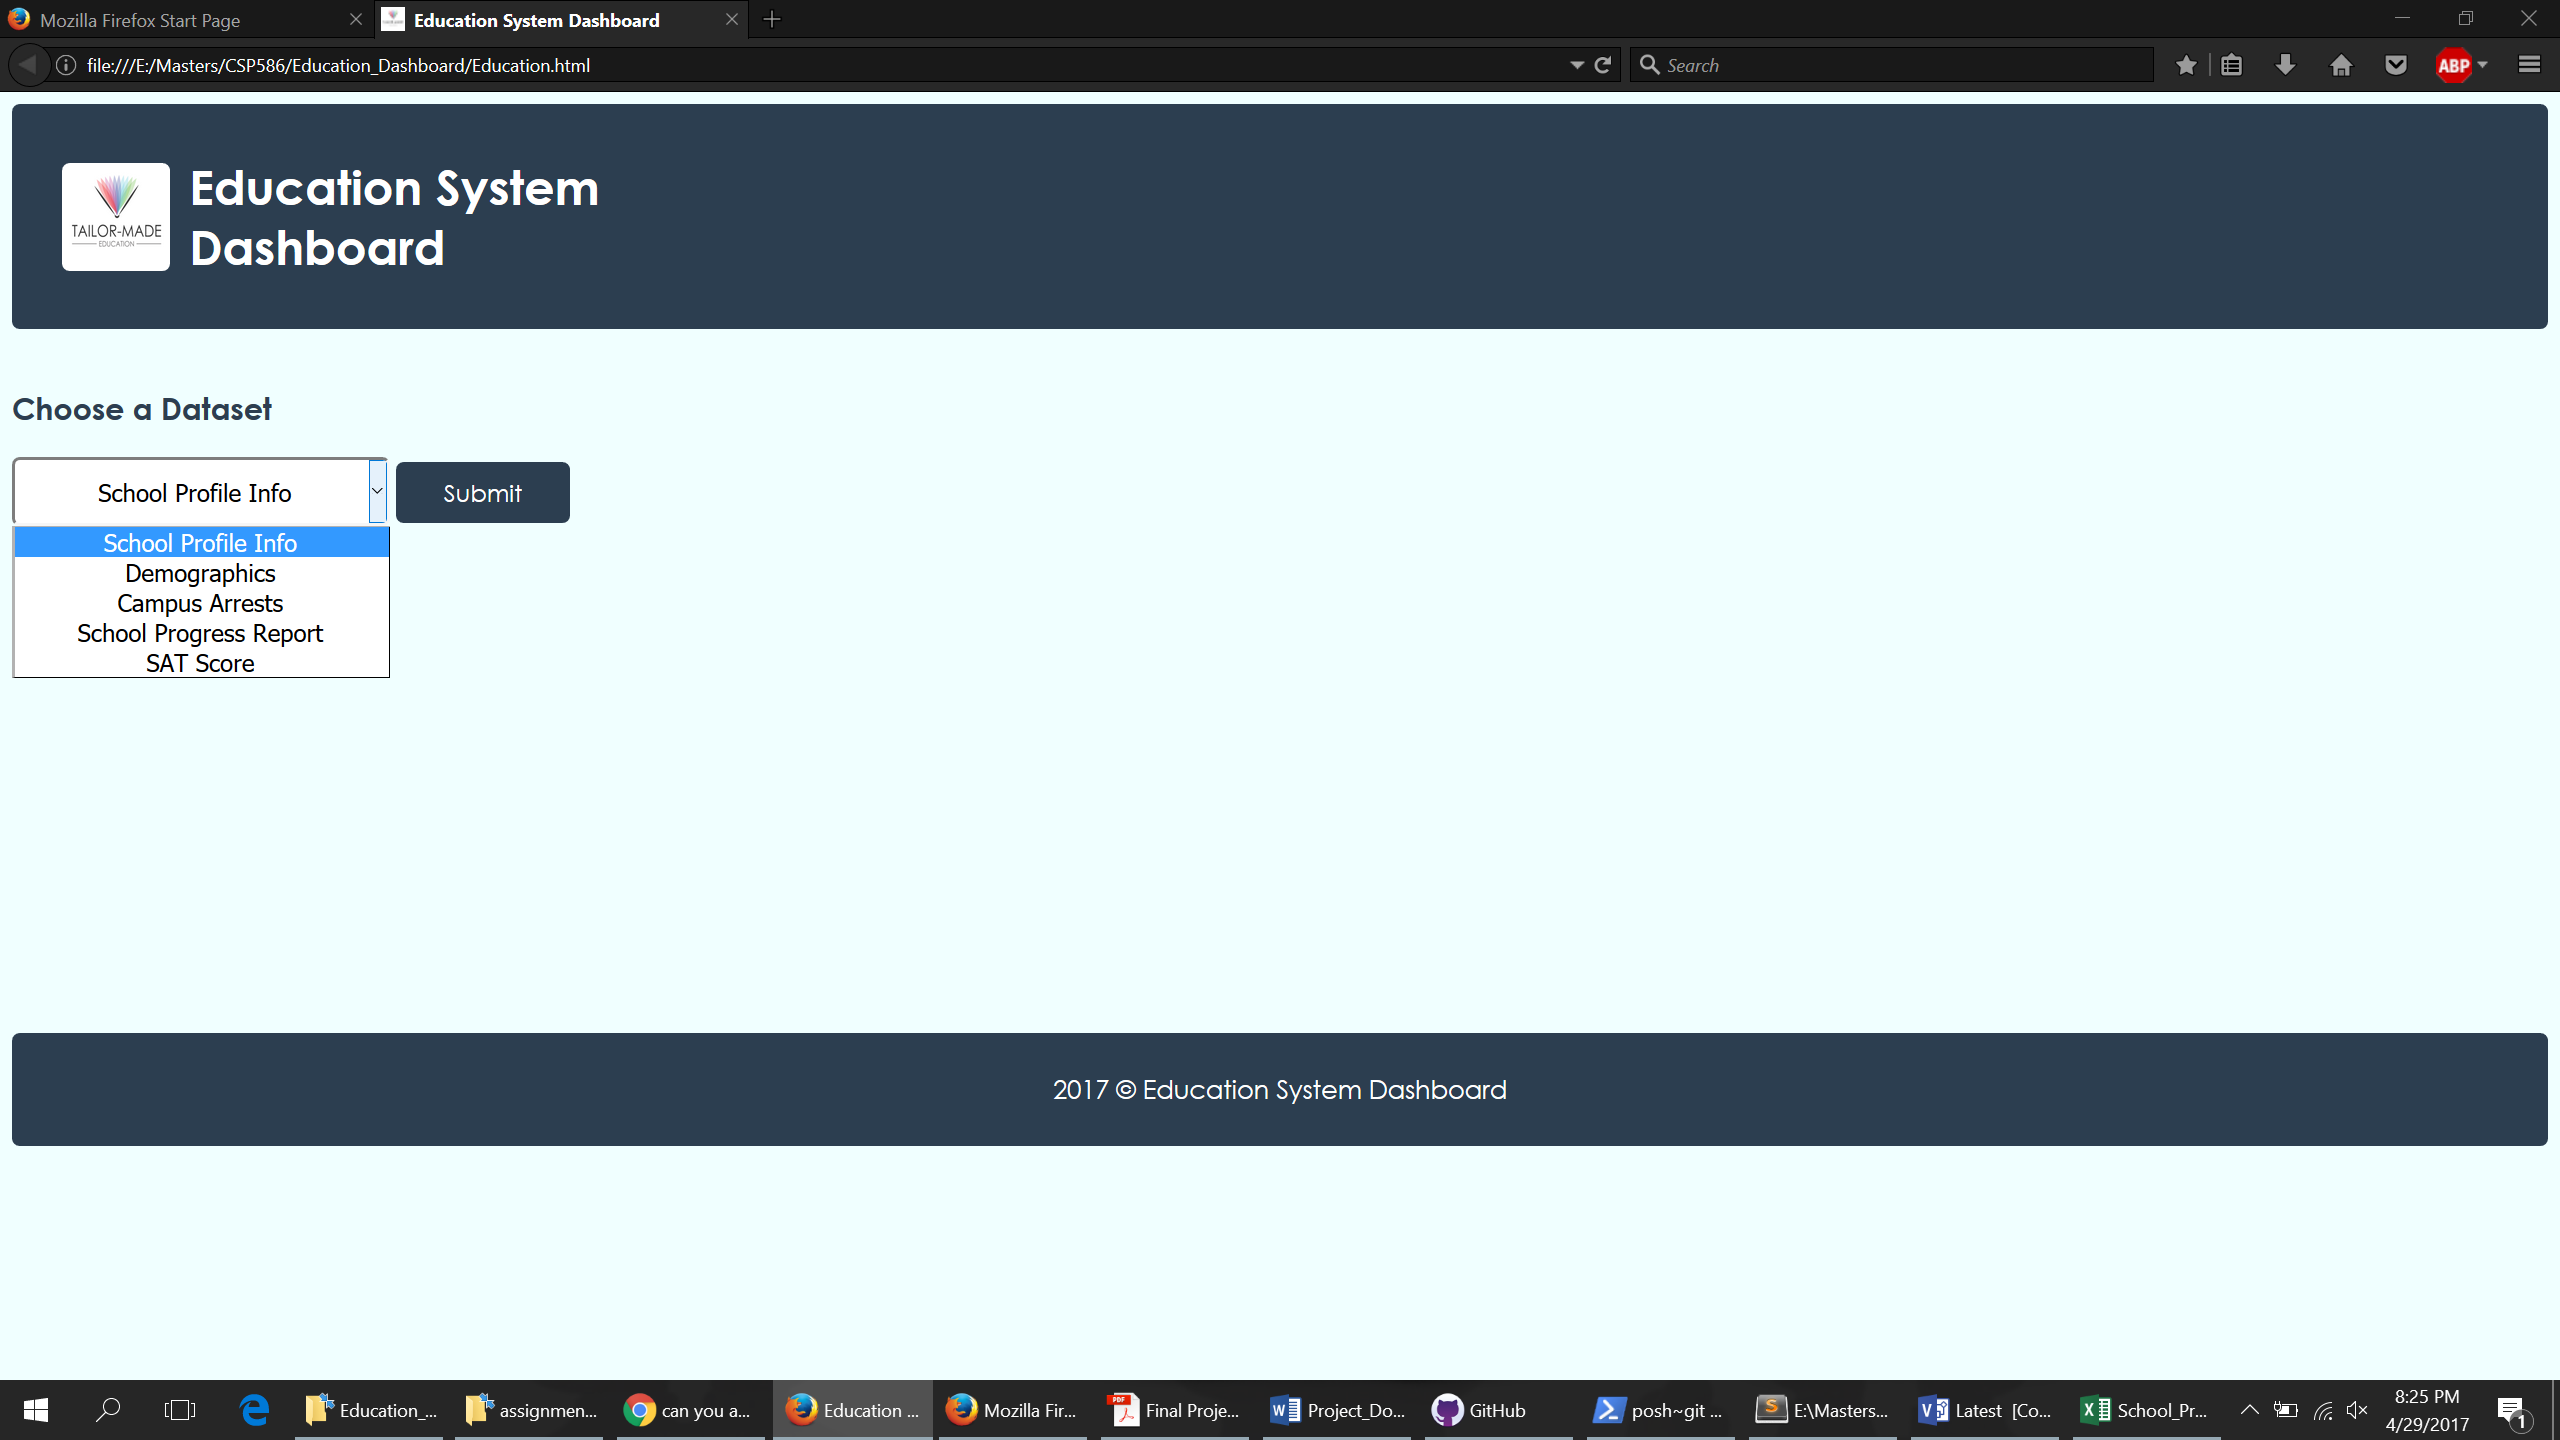 Mozilla Firefox Start Page
Education System Dashboard
file:///E:/Masters/CSP586/Education_Dashboard/Education.html
Search
ABP
TAILOR-MADE
EDUCATION
Education System
Dashboard
Choose a Dataset
School Profile Info
Submit
School Profile Info
Demographics
Campus Arrests
School Progress Report
SAT Score
2017 © Education System Dashboard
Education_...
assignmen...
can you a...
Education ...
Mozilla Fir...
Final Proje...
Project_Do...
GitHub
posh~git ...
E:\Masters...
Latest [Co...
School_Pr...
8:25 PM
4/29/2017
1